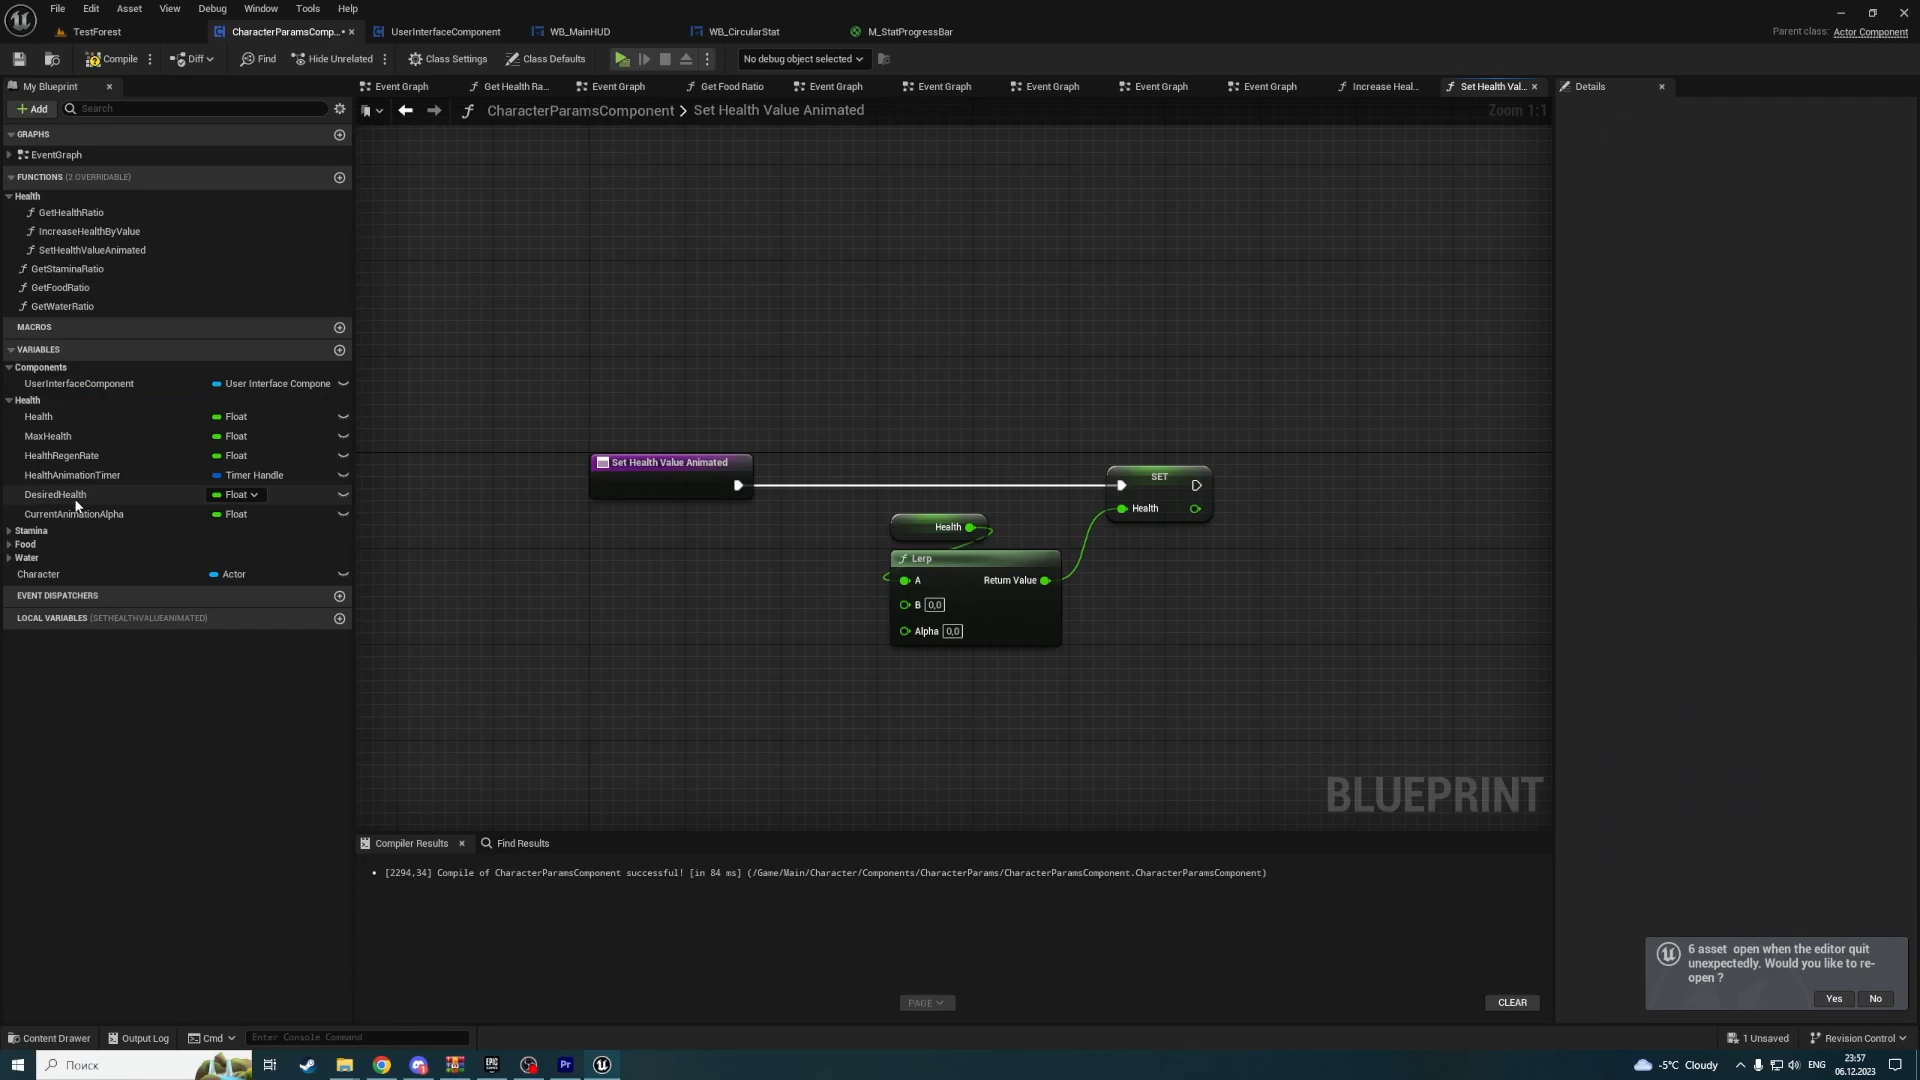 File Edit Asset View Debug Window Tools Help
TestForest
CharacterParamsComp...•
UserInterfaceComponent
WB_MainHUD
WB_CircularStat
M_StatProgressBar
Parent class: Actor Component
Compile
Diff
Find
Hide Unrelated
Class Settings
Class Defaults
No debug object selected
My Blueprint
Event Graph
Get Health Ra...
Event Graph
Get Food Ratio
Event Graph
Event Graph
Event Graph
Event Graph
Event Graph
Increase Heal...
Set Health Val...
Details
Add
Search
CharacterParamsComponent > Set Health Value Animated
Zoom 1:1
GRAPHS
EventGraph
FUNCTIONS (2 OVERRIDABLE)
Health
GetHealthRatio
IncreaseHealthByValue
SetHealthValueAnimated
GetStaminaRatio
GetFoodRatio
GetWaterRatio
MACROS
VARIABLES
Components
UserInterfaceComponent User Interface Compone
Health
Health Float
MaxHealth Float
HealthRegenRate Float
HealthAnimationTimer Timer Handle
DesiredHealth Float
CurrentAnimationAlpha Float
Stamina
Food
Water
Character Actor
EVENT DISPATCHERS
LOCAL VARIABLES (SETHEALTHVALUEANIMATED)
Set Health Value Animated
SET
Health
Health
Lerp
A Return Value
B 0,0
Alpha 0,0
BLUEPRINT
Compiler Results
Find Results
• [2294,34] Compile of CharacterParamsComponent successful! [in 84 ms] (/Game/Main/Character/Components/CharacterParams/CharacterParamsComponent.CharacterParamsComponent)
6 asset open when the editor quit
unexpectedly. Would you like to re-
open ?
Yes No
PAGE
CLEAR
Content Drawer
Output Log
Cmd
Enter Console Command
1 Unsaved
Revision Control
Поиск
EPIC
Pr
-5°C Cloudy
ENG
23:57
06.12.2023